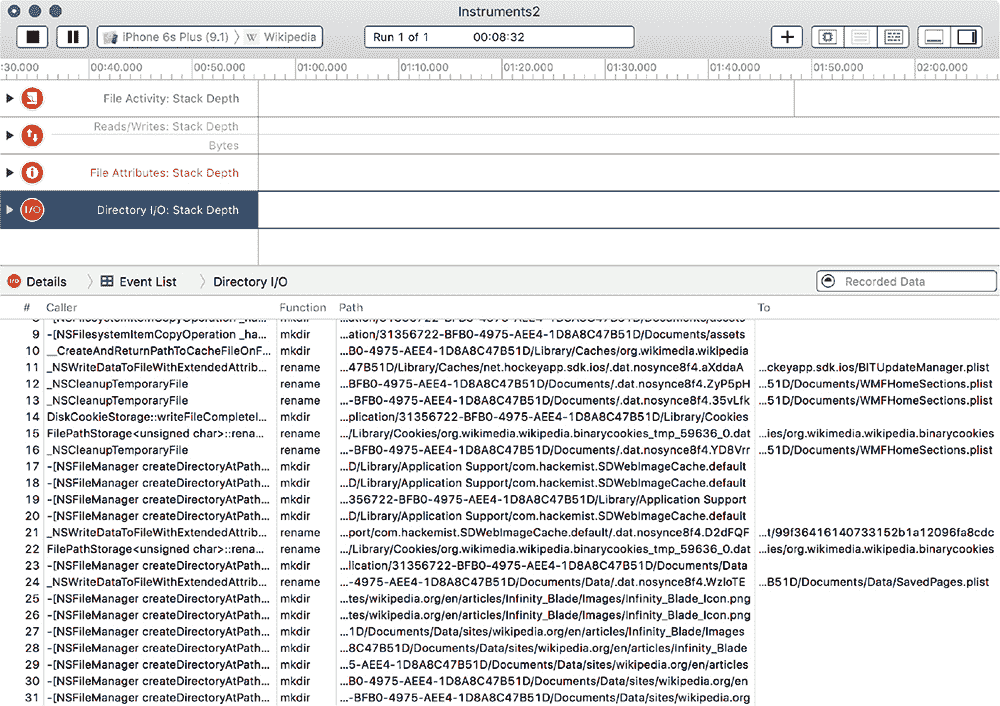 Instruments2
iPhone 6s Plus (9.1) Wikipedia Run 1 of 1 00:08:32
:30.000 00:40.000 00:50.000 01:00.000 01:10.000 01:20.000 01:30.000 01:40.000 01:50.000 02:00.000
File Activity: Stack Depth
Reads/Writes: Stack Depth
Bytes
File Attributes: Stack Depth
I/O Directory I/O: Stack Depth
I/O Details Event List Directory I/O Recorded Data
# Caller Function Path To
8 -[NSFilesystemItemCopyOperation _ha... mkdir ...ation/31356722-BFB0-4975-AEE4-1D8A8C47B51D/Documents/assets
9 -[NSFilesystemItemCopyOperation _ha... mkdir ...ation/31356722-BFB0-4975-AEE4-1D8A8C47B51D/Documents/assets
10 __CreateAndReturnPathToCacheFileOnF... mkdir ...B0-4975-AEE4-1D8A8C47B51D/Library/Caches/org.wikimedia.wikipedia
11 _NSWriteDataToFileWithExtendedAttrib... rename ...47B51D/Library/Caches/net.hockeyapp.sdk.ios/.dat.nosync8f4.aXddaA ...ckeyapp.sdk.ios/BITUpdateManager.plist
12 _NSCleanupTemporaryFile rename ...BFB0-4975-AEE4-1D8A8C47B51D/Documents/.dat.nosynce8f4.ZyP5pH ...51D/Documents/WMFHomeSections.plist
13 _NSCleanupTemporaryFile rename ...-BFB0-4975-AEE4-1D8A8C47B51D/Documents/.dat.nosynce8f4.35vLfk ...51D/Documents/WMFHomeSections.plist
14 DiskCookieStorage::writeFileCompleteI... mkdir ...plication/31356722-BFB0-4975-AEE4-1D8A8C47B51D/Library/Cookies
15 FilePathStorage<unsigned char>::rena... rename .../Library/Cookies/org.wikimedia.wikipedia.binarycookies_tmp_59636_0.dat ...ies/org.wikimedia.wikipedia.binarycookies
16 _NSCleanupTemporaryFile rename ...-BFB0-4975-AEE4-1D8A8C47B51D/Documents/.dat.nosynce8f4.YD8Vrr ...51D/Documents/WMFHomeSections.plist
17 -[NSFileManager createDirectoryAtPath... mkdir ...D/Library/Application Support/com.hackemist.SDWebImageCache.default
18 -[NSFileManager createDirectoryAtPath... mkdir ...D/Library/Application Support/com.hackemist.SDWebImageCache.default
19 -[NSFileManager createDirectoryAtPath... mkdir ...356722-BFB0-4975-AEE4-1D8A8C47B51D/Library/Application Support
20 -[NSFileManager createDirectoryAtPath... mkdir ...D/Library/Application Support/com.hackemist.SDWebImageCache.default
21 _NSWriteDataToFileWithExtendedAttrib... rename ...port/com.hackemist.SDWebImageCache.default/.dat.nosynce8f4.D2dFQF ...t/99f36416140733152b1a12096fa8cdc
22 FilePathStorage<unsigned char>::rena... rename .../Library/Cookies/org.wikimedia.wikipedia.binarycookies_tmp_59636_0.dat ...ies/org.wikimedia.wikipedia.binarycookies
23 -[NSFileManager createDirectoryAtPath... mkdir ...lication/31356722-BFB0-4975-AEE4-1D8A8C47B51D/Documents/Data
24 _NSWriteDataToFileWithExtendedAttrib... rename ...-4975-AEE4-1D8A8C47B51D/Documents/Data/.dat.nosynce8f4.WzloTE ...B51D/Documents/Data/SavedPages.plist
25 -[NSFileManager createDirectoryAtPath... mkdir ...tes/wikipedia.org/en/articles/Infinity_Blade/Images/Infinity_Blade_Icon.png
26 -[NSFileManager createDirectoryAtPath... mkdir ...tes/wikipedia.org/en/articles/Infinity_Blade/Images/Infinity_Blade_Icon.png
27 -[NSFileManager createDirectoryAtPath... mkdir ...1D/Documents/Data/sites/wikipedia.org/en/articles/Infinity_Blade/Images
28 -[NSFileManager createDirectoryAtPath... mkdir ...8C47B51D/Documents/Data/sites/wikipedia.org/en/articles/Infinity_Blade
29 -[NSFileManager createDirectoryAtPath... mkdir ...5-AEE4-1D8A8C47B51D/Documents/Data/sites/wikipedia.org/en/articles
30 -[NSFileManager createDirectoryAtPath... mkdir ...B0-4975-AEE4-1D8A8C47B51D/Documents/Data/sites/wikipedia.org/en
31 -[NSFileManager createDirectoryAtPath... mkdir ...-BFB0-4975-AEE4-1D8A8C47B51D/Documents/Data/sites/wikipedia.org